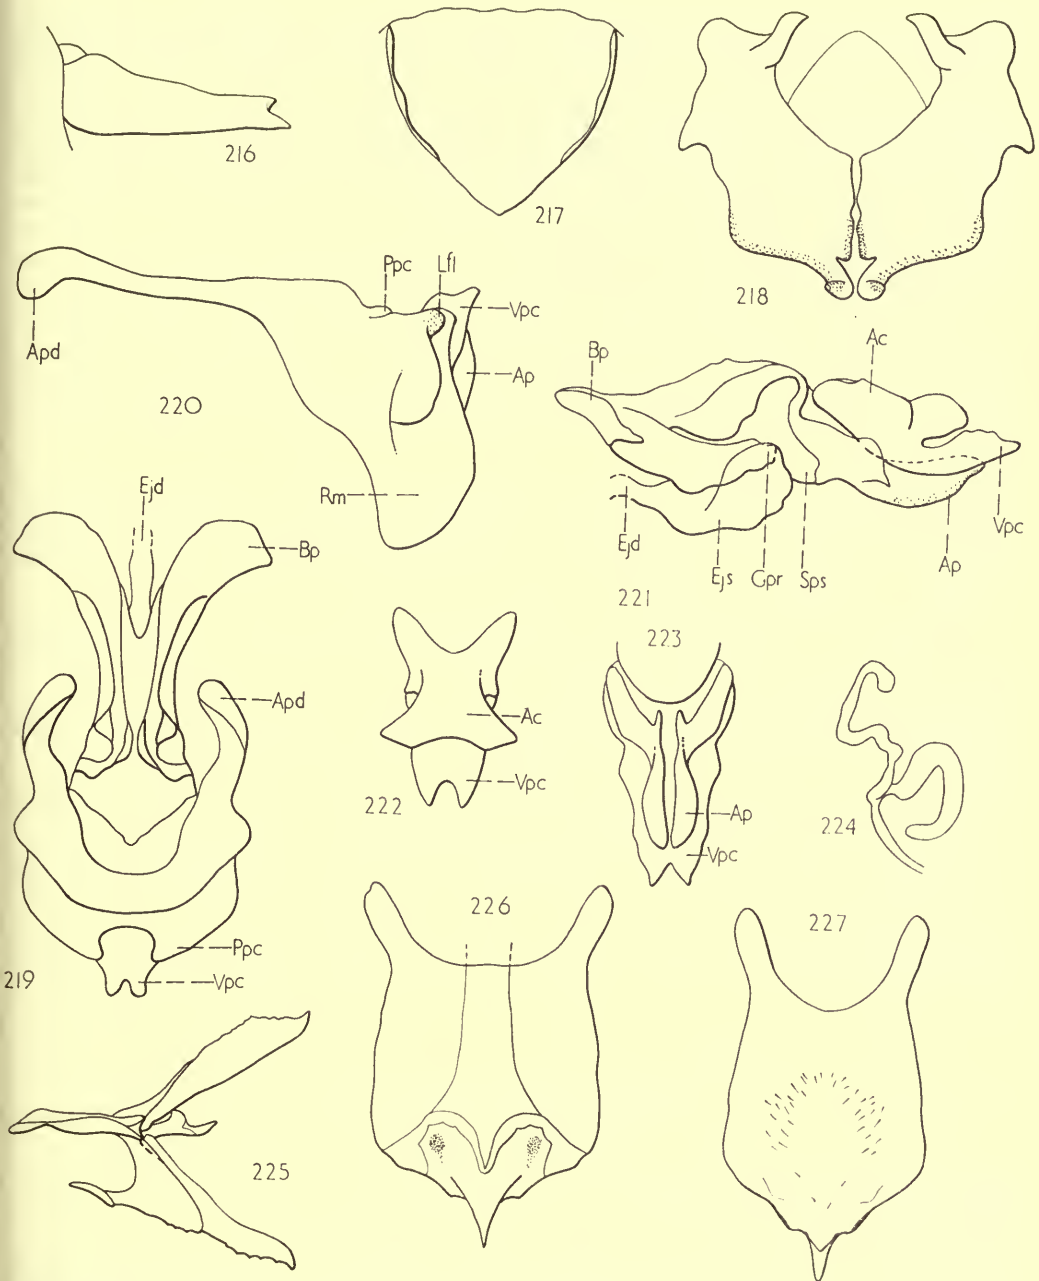 216
217
218
Ppc
Lfl
Vpc
Apd
Ap
220
Rm
Bp
Ac
Ejd
Ejs
Gpr
Sps
Ap
Vpc
221
Ejd
Bp
Apd
Ppc
Vpc
219
Ac
Vpc
222
223
Ap
Vpc
224
225
226
227